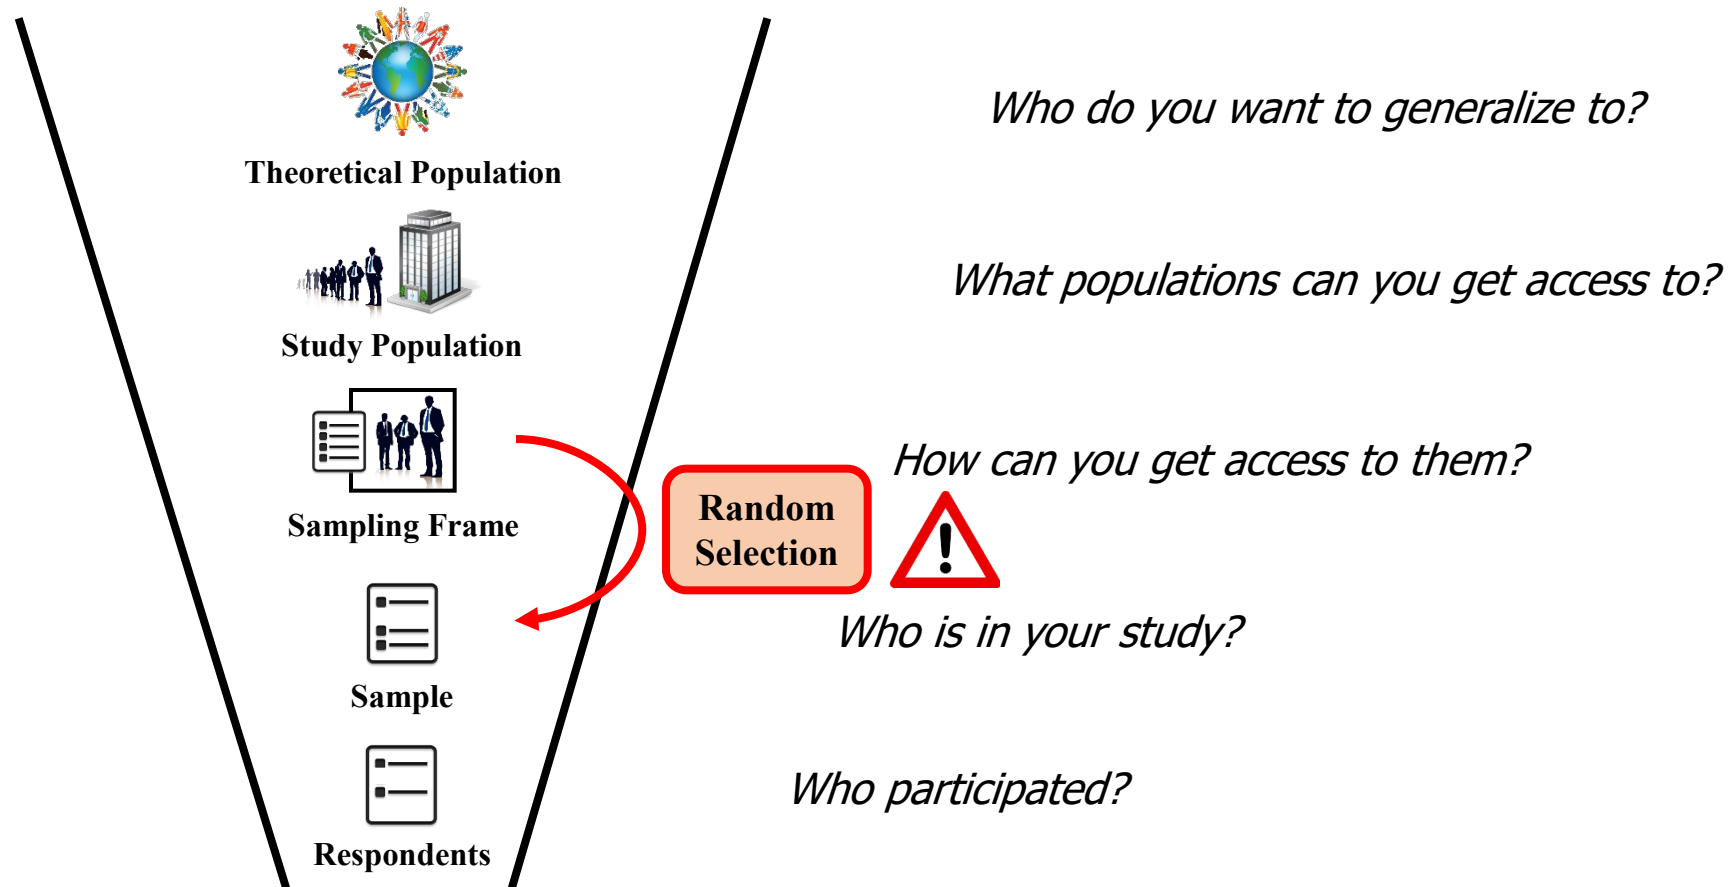 Who do you want to generalize to?
Theoretical Population
What populations can you get access to?
Study Population
How can you get access to them?
Sampling Frame
Random
Selection
Who is in your study?
Sample
Who participated?
Respondents